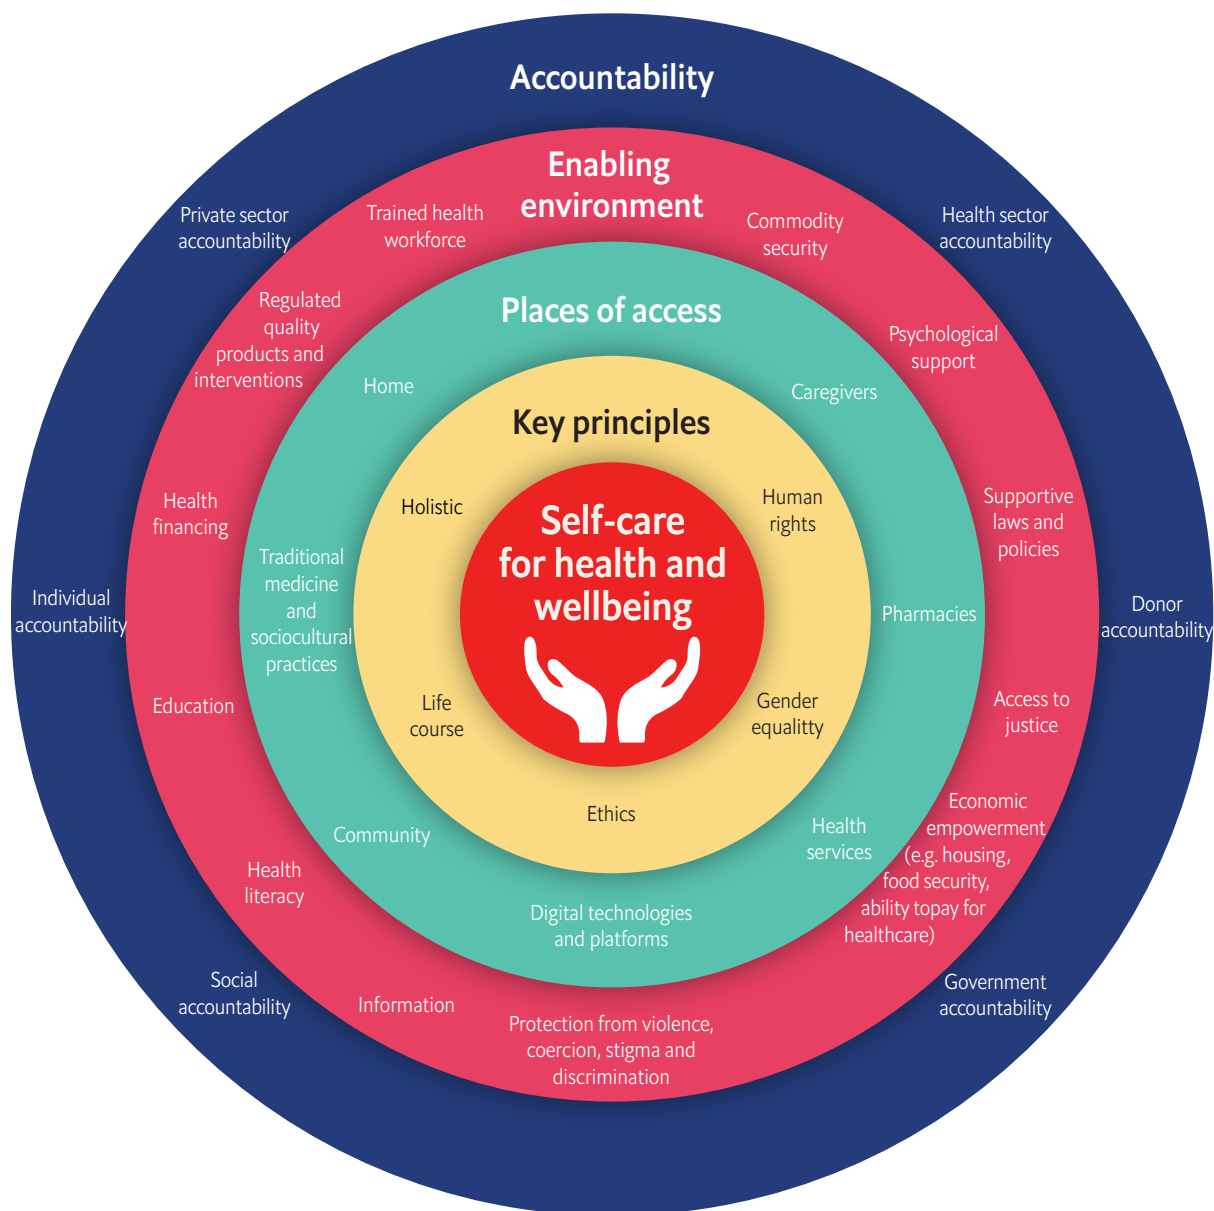 Accountability
Private sector
accountability
Health sector
accountability
Individual
accountability
Donor
accountability
Social
accountability
Government
accountability
Enabling
environment
Trained health
workforce
Commodity
security
Regulated
quality
products and
interventions
Psychological
support
Health
financing
Supportive
laws and
policies
Education
Access to
justice
Health
literacy
Economic
empowerment
(e.g. housing,
food security,
ability topay for
healthcare)
Information
Protection from violence,
coercion, stigma and
discrimination
Places of access
Home
Caregivers
Traditional
medicine
and
sociocultural
practices
Pharmacies
Community
Health
services
Digital technologies
and platforms
Key principles
Holistic
Human
rights
Life
course
Gender
equalitty
Ethics
Self-care
for health and
wellbeing